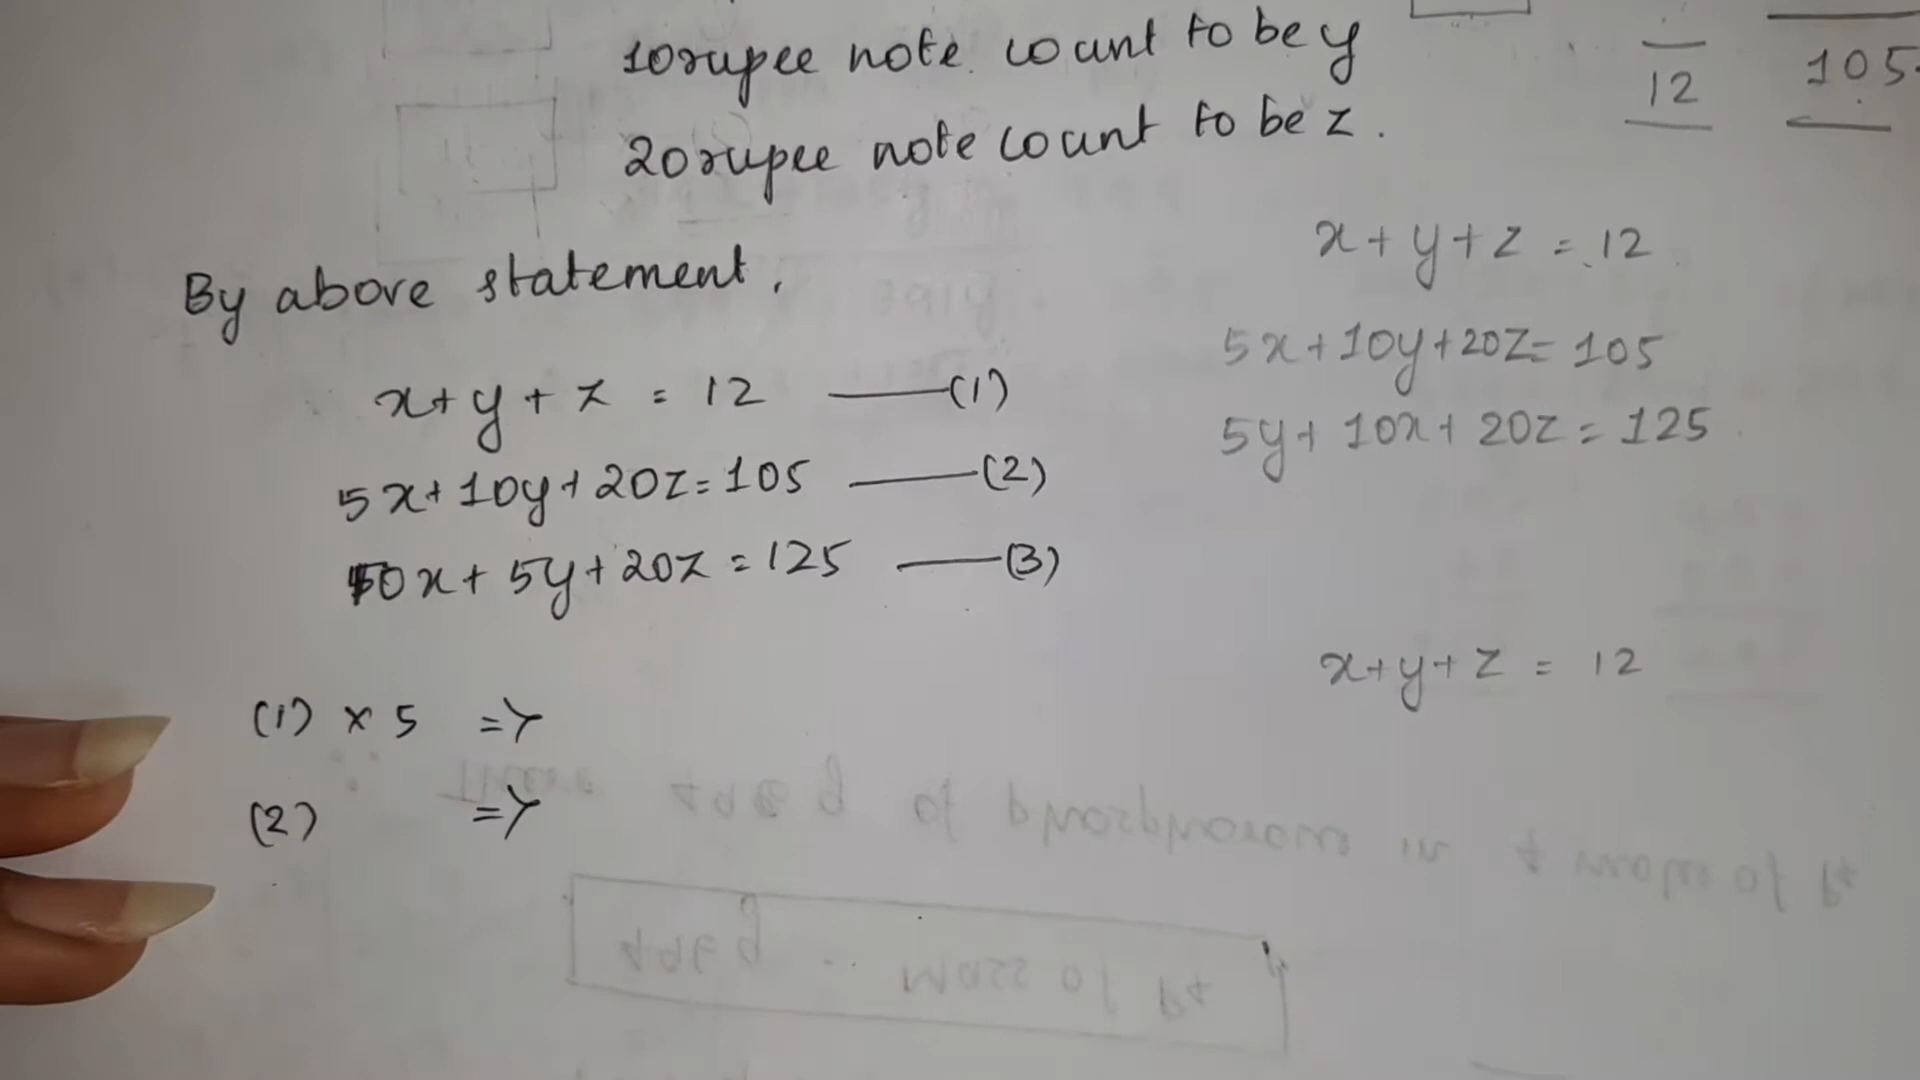 10rupee note count to be y
20rupee note count to be z.
12
105
By above statement,
x+y+z = 12 ——(1)
5x+10y+20z=105 ——(2)
10x+5y+20z=125 ——(3)
(1) x 5 =>
(2) =>
x+y+z = 12
5x+10y+20z=105
5y+10x+20z=125
x+y+z = 12